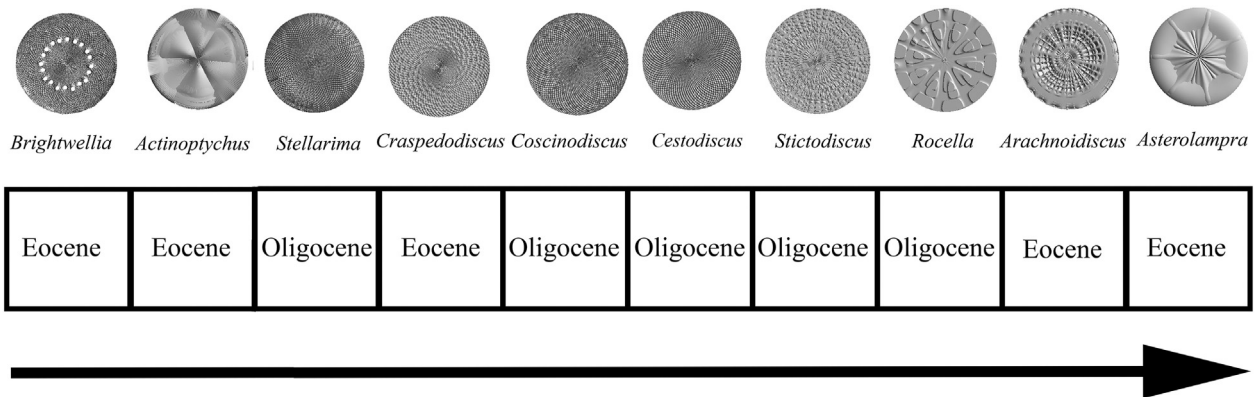 Brightwellia Actinoptychus Stellarima Craspedodiscus Coscinodiscus Cestodiscus Stictodiscus Rocella Arachnoidiscus Asterolampra
Eocene Eocene Oligocene Eocene Oligocene Oligocene Oligocene Oligocene Eocene Eocene